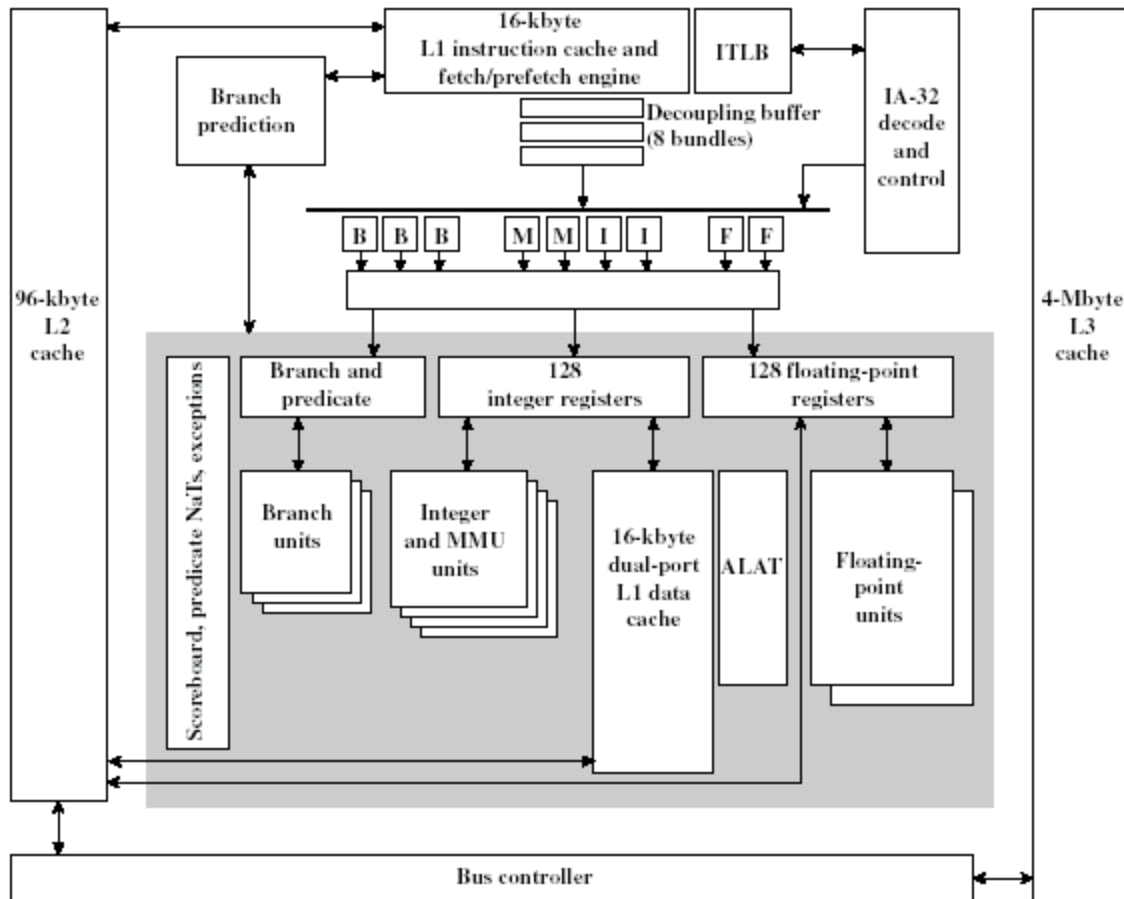 16-kbyte
L1 instruction cache and
fetch/prefetch engine
ITLB
IA-32
decode
and
control
Branch
prediction
Decoupling buffer
(8 bundles)
B B B M M I I F F
96-kbyte
L2
cache
4-Mbyte
L3
cache
Scoreboard, predicate NaTs, exceptions
Branch and
predicate
128
integer registers
128 floating-point
registers
Branch
units
Integer
and MMU
units
16-kbyte
dual-port
L1 data
cache
ALAT
Floating-
point
units
Bus controller